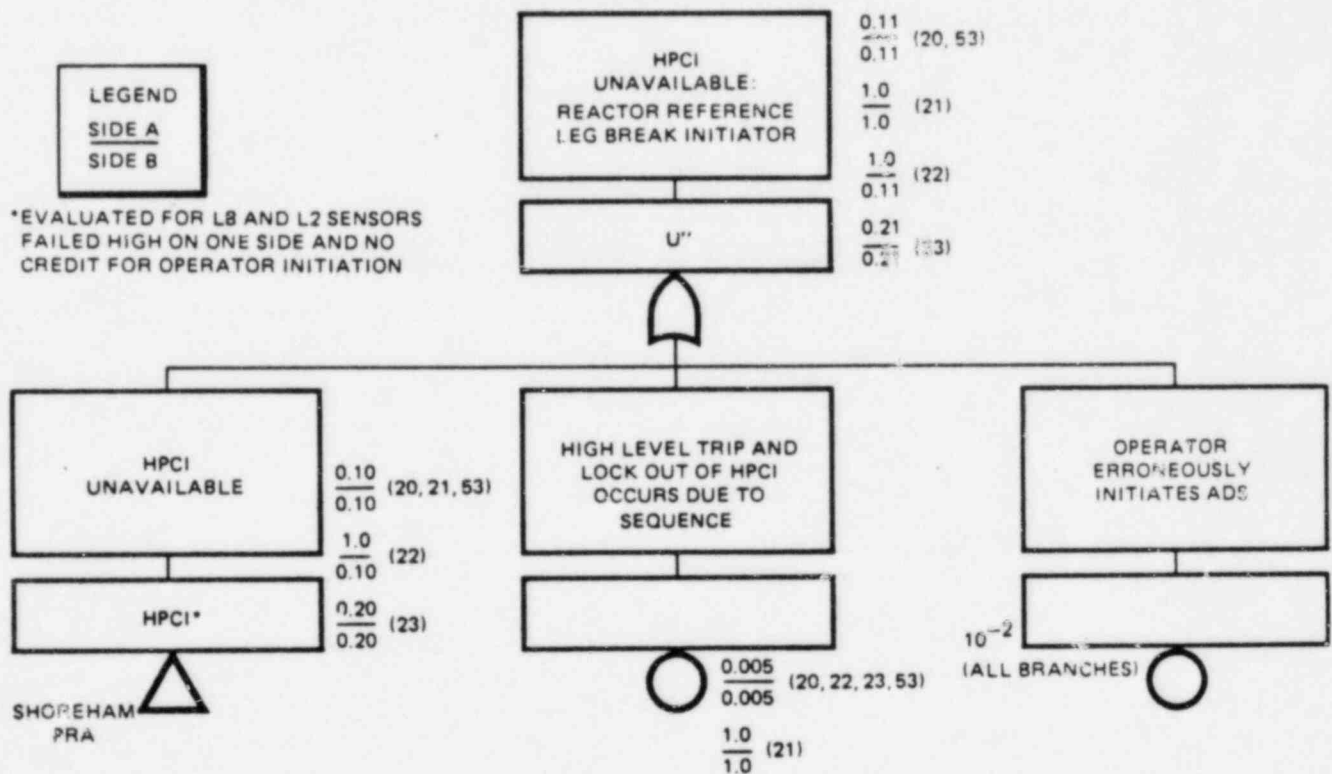 LEGEND
SIDE A
SIDE B
*EVALUATED FOR L8 AND L2 SENSORS
FAILED HIGH ON ONE SIDE AND NO
CREDIT FOR OPERATOR INITIATION
HPCI
UNAVAILABLE:
REACTOR REFERENCE
LEG BREAK INITIATOR
0.11
0.11 (20, 53)
1.0
1.0 (21)
1.0
0.11 (22)
U''
0.21
0.21
HPCI
UNAVAILABLE
0.10
0.10 (20, 21, 53)
1.0
0.10 (22)
HPCI*
0.20
0.20 (23)
SHOREHAM
PRA
HIGH LEVEL TRIP AND
LOCK OUT OF HPCI
OCCURS DUE TO
SEQUENCE
0.005
0.005 (20, 22, 23, 53)
1.0
1.0 (21)
OPERATOR
ERRONEOUSLY
INITIATES ADS
10⁻²
(ALL BRANCHES)